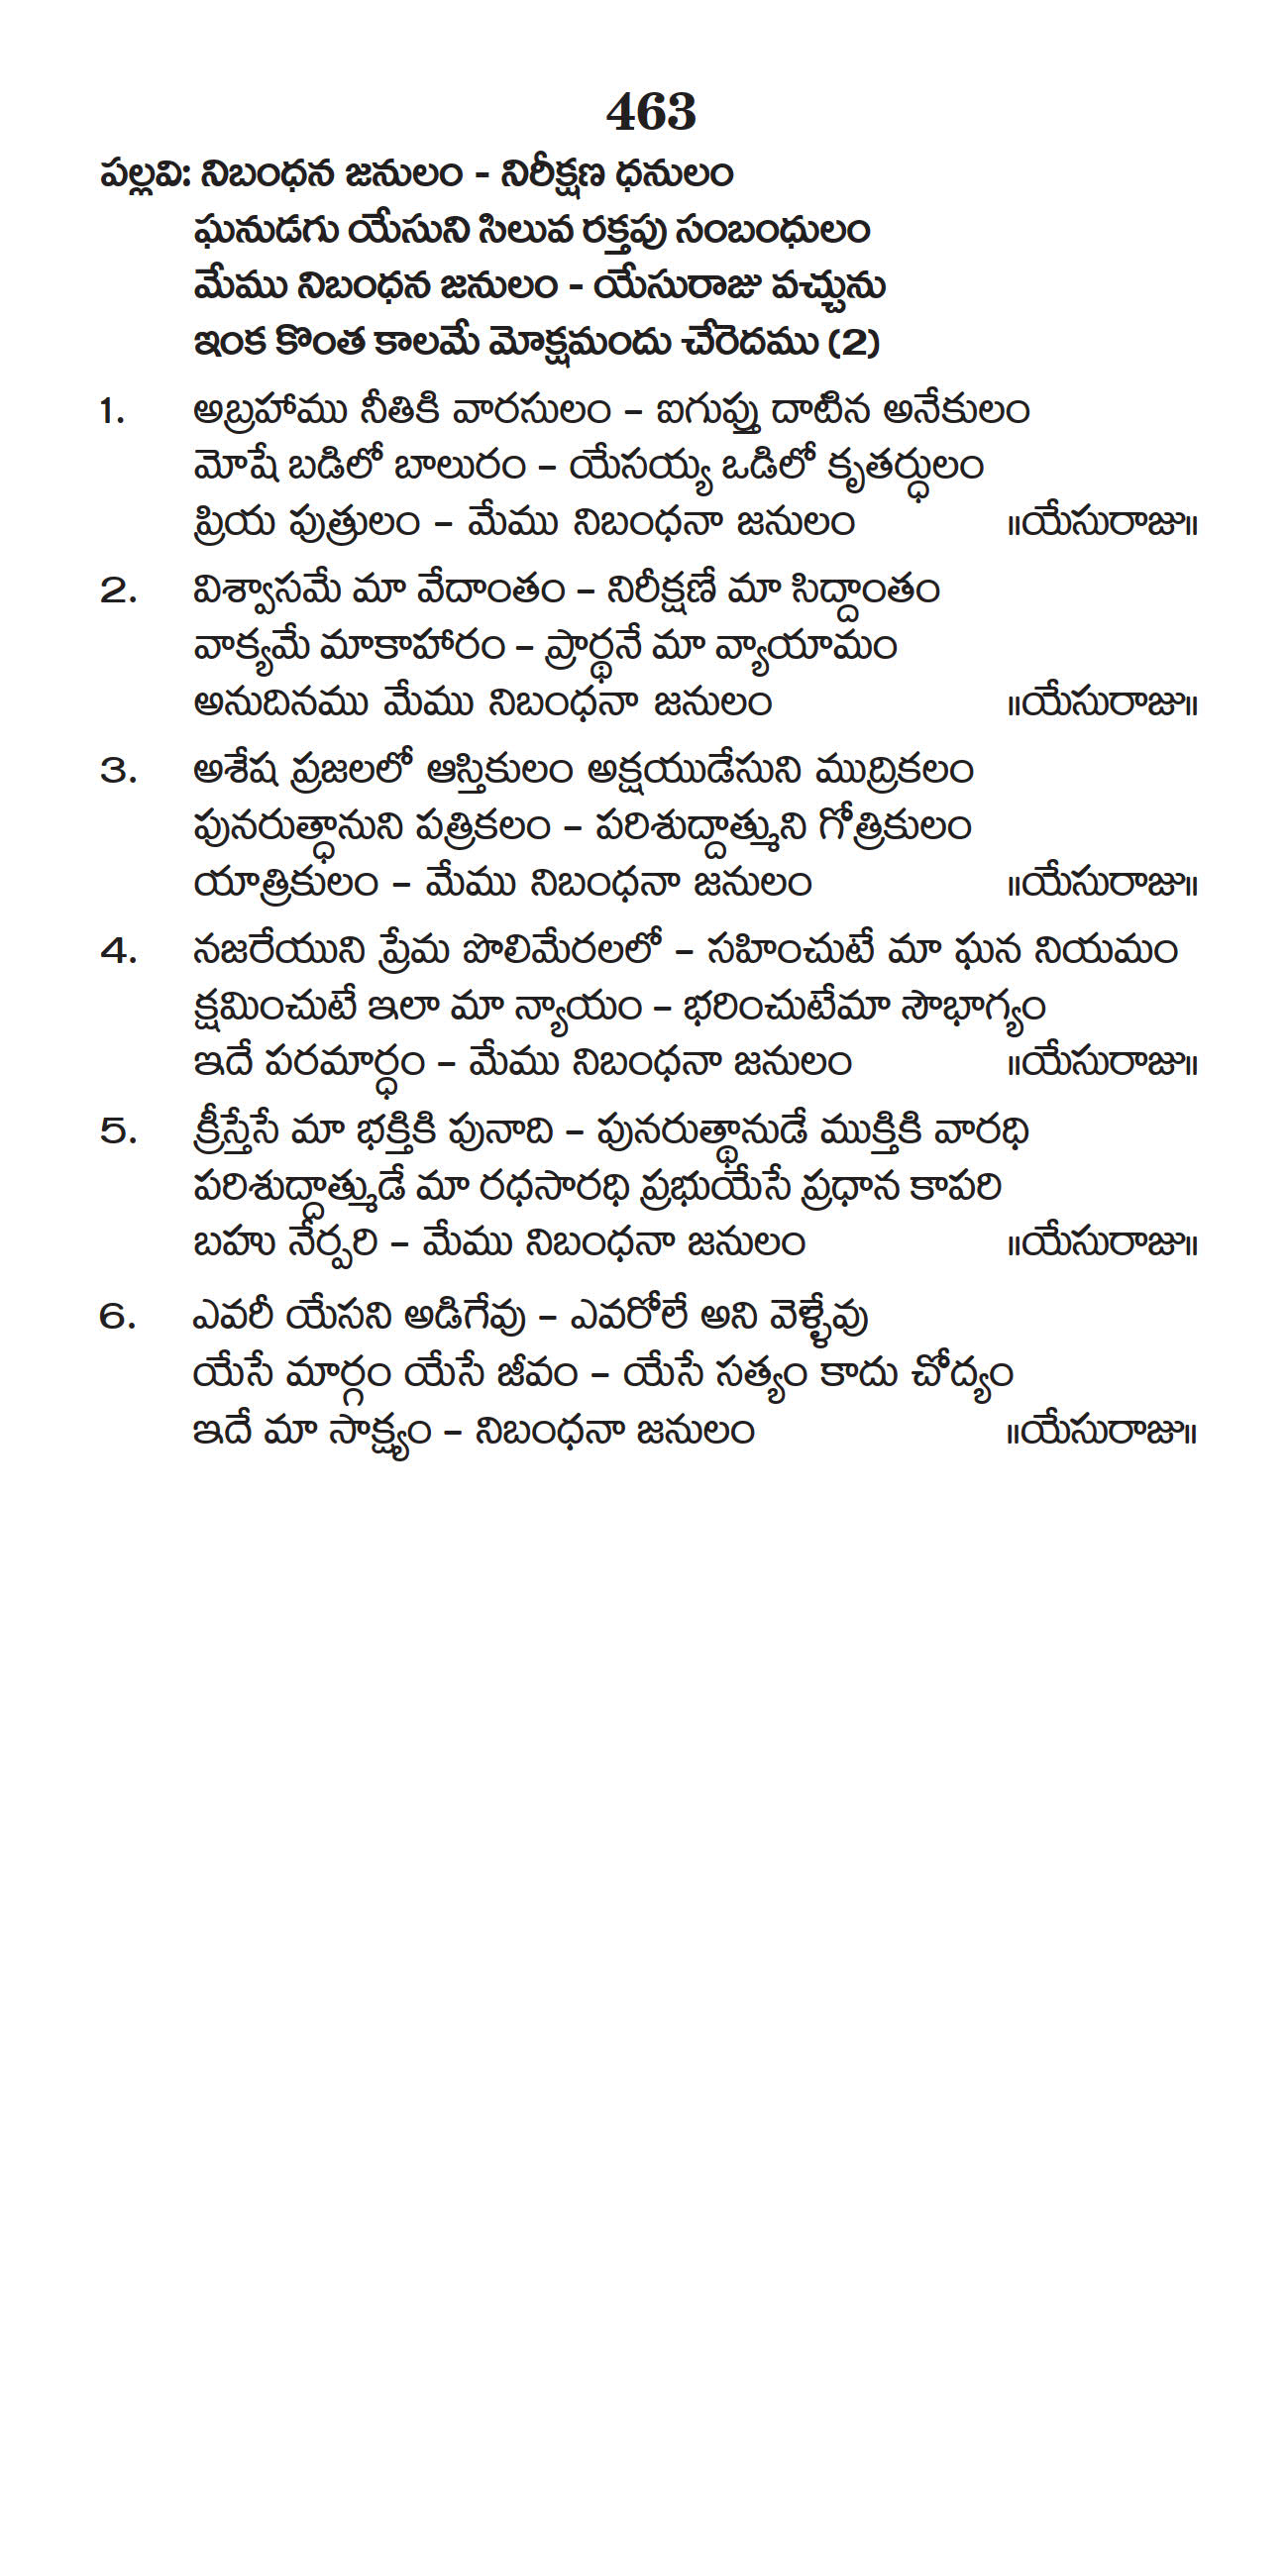 463
పల్లవి: నిబంధన జనులం - నిరీక్షణ ధనులం
ఘనుడగు యేసుని సిలువ రక్తపు సంబంధులం
మేము నిబంధన జనులం - యేసురాజు వచ్చును
ఇంక కొంత కాలమే మోక్షమందు చేరెదము (2)
1. అబ్రహాము నీతికి వారసులం – ఐగుప్తు దాటిన అనేకులం
మోషే బడిలో బాలురం – యేసయ్య ఒడిలో కృతర్ధులం
ప్రియ పుత్రులం – మేము నిబంధనా జనులం ॥యేసురాజు॥
2. విశ్వాసమే మా వేదాంతం – నిరీక్షణే మా సిద్దాంతం
వాక్యమే మాకాహారం – ప్రార్థనే మా వ్యాయామం
అనుదినము మేము నిబంధనా జనులం ॥యేసురాజు॥
3. అశేష ప్రజలలో ఆస్తికులం అక్షయుడేసుని ముద్రికలం
పునరుత్ధానుని పత్రికలం – పరిశుద్దాత్ముని గోత్రికులం
యాత్రికులం – మేము నిబంధనా జనులం ॥యేసురాజు॥
4. నజరేయుని ప్రేమ పొలిమేరలలో – సహించుటే మా ఘన నియమం
క్షమించుటే ఇలా మా న్యాయం – భరించుటేమా సౌభాగ్యం
ఇదే పరమార్ధం – మేము నిబంధనా జనులం ॥యేసురాజు॥
5. క్రీస్తేసే మా భక్తికి పునాది – పునరుత్థానుడే ముక్తికి వారధి
పరిశుద్దాత్ముడే మా రధసారధి ప్రభుయేసే ప్రధాన కాపరి
బహు నేర్పరి – మేము నిబంధనా జనులం ॥యేసురాజు॥
6. ఎవరీ యేసని అడిగేవు – ఎవరోలే అని వెళ్ళేవు
యేసే మార్గం యేసే జీవం – యేసే సత్యం కాదు చోద్యం
ఇదే మా సాక్ష్యం – నిబంధనా జనులం ॥యేసురాజు॥